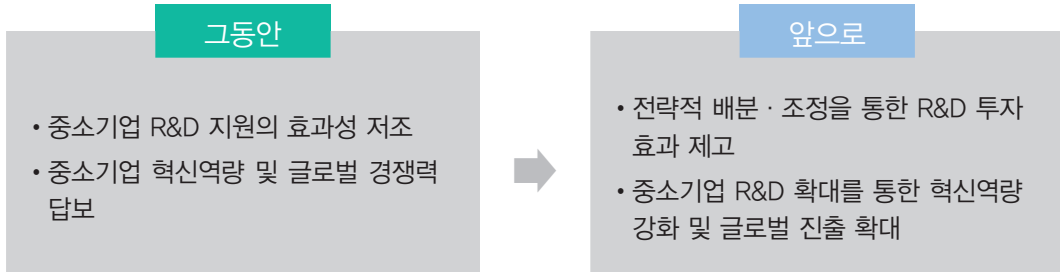 그동안
• 중소기업 R&D 지원의 효과성 저조
• 중소기업 혁신역량 및 글로벌 경쟁력
답보
앞으로
• 전략적 배분 · 조정을 통한 R&D 투자
효과 제고
• 중소기업 R&D 확대를 통한 혁신역량
강화 및 글로벌 진출 확대